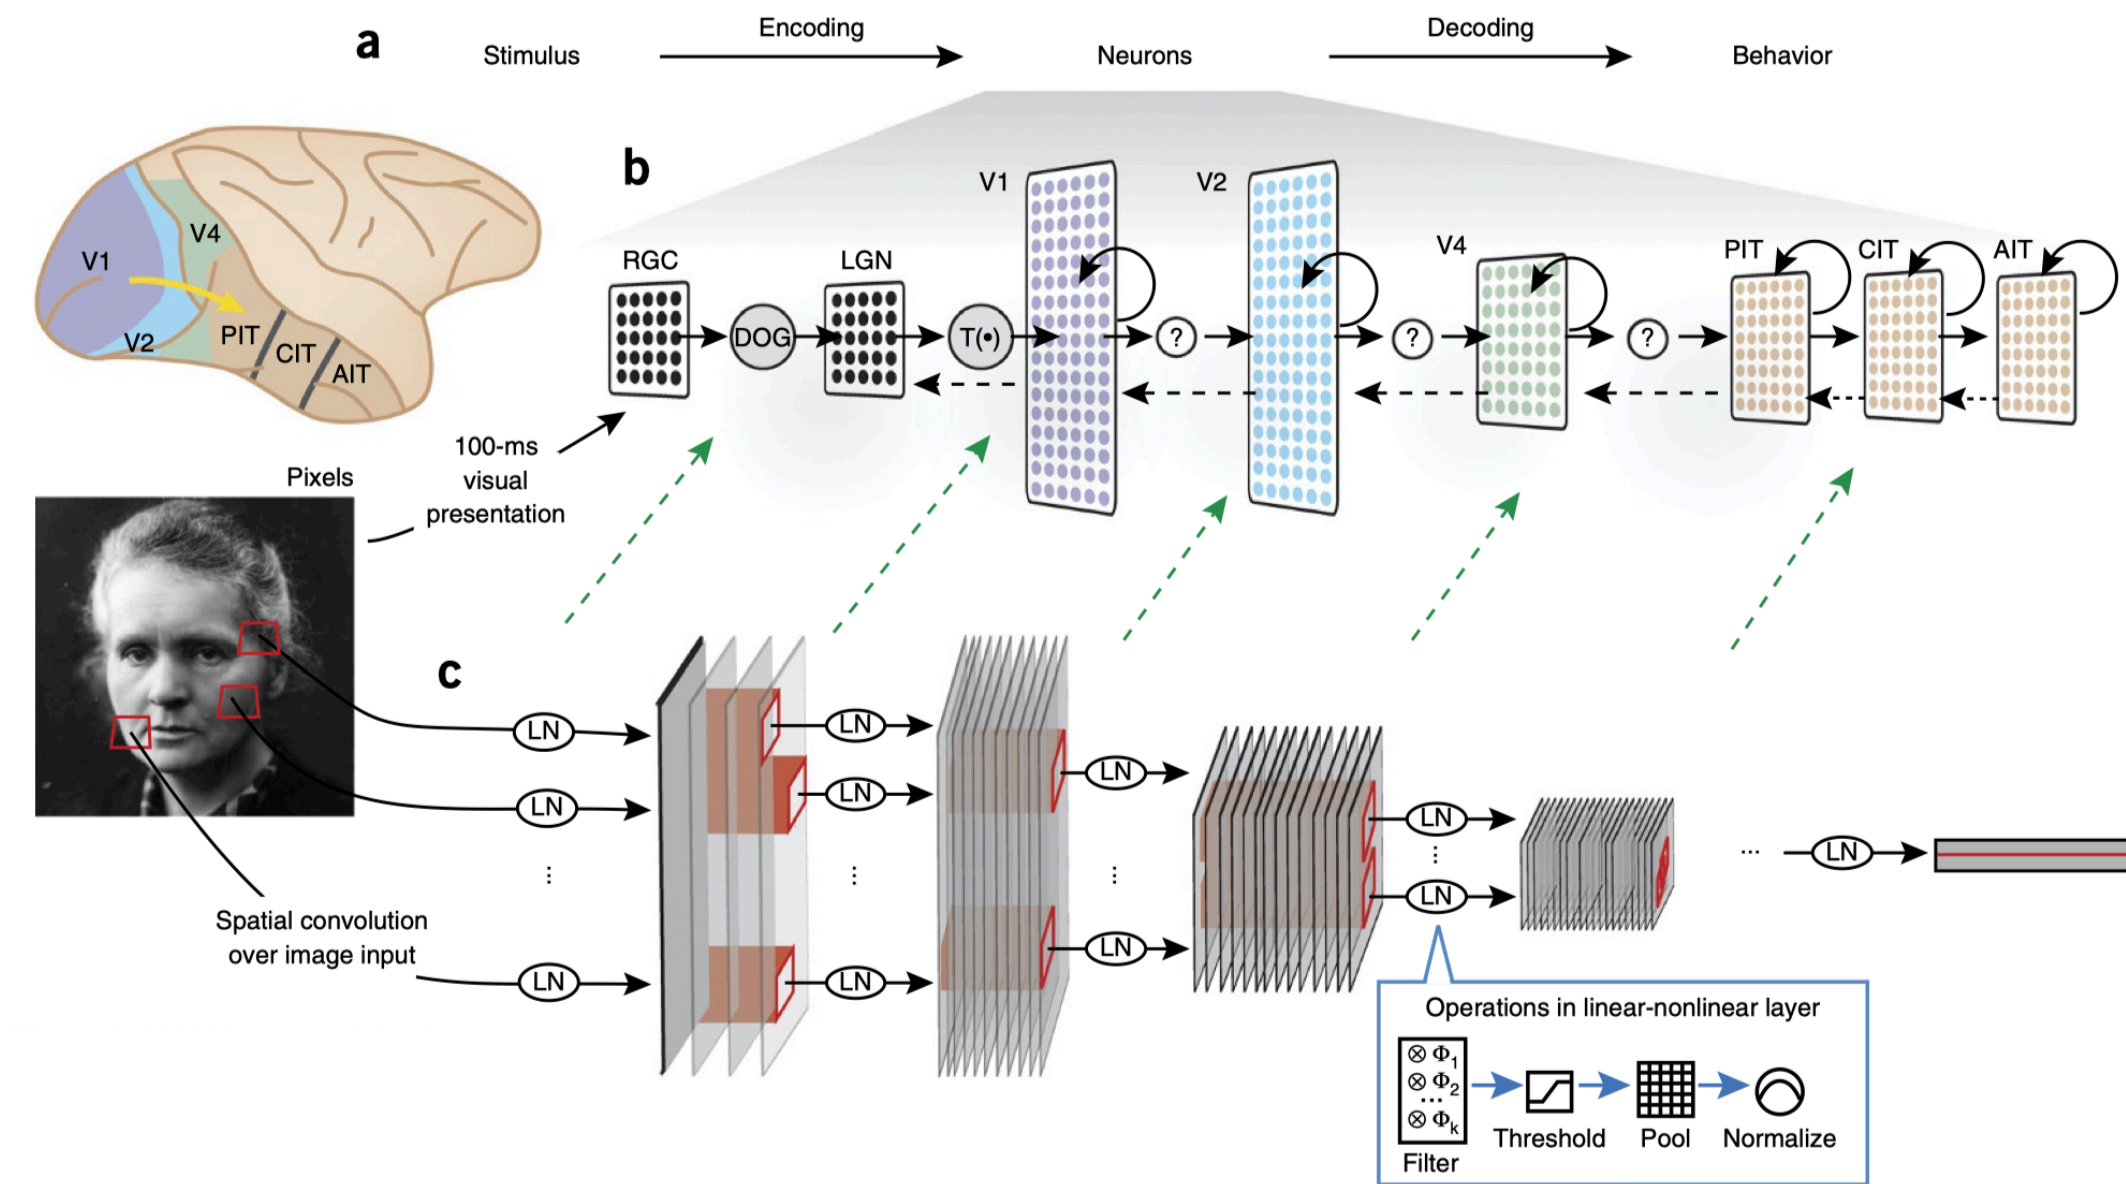 a
Stimulus
Encoding
Neurons
Decoding
Behavior
V1
V4
V2
PIT
CIT
AIT
b
RGC
DOG
LGN
T(•)
V1
?
V2
?
V4
?
PIT
CIT
AIT
100-ms
visual
presentation
Pixels
c
LN
LN
⋮
LN
LN
LN
⋮
LN
LN
⋮
LN
LN
⋮
LN
...
LN
Spatial convolution
over image input
Operations in linear-nonlinear layer
⊗ Φ1
⊗ Φ2
...
⊗ Φk
Filter
Threshold
Pool
Normalize